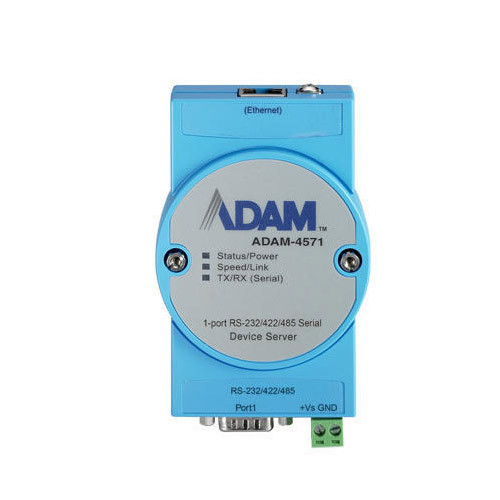 (Ethernet)
ADAM™
ADAM-4571
Status/Power
Speed/Link
TX/RX (Serial)
1-port RS-232/422/485 Serial
Device Server
RS-232/422/485
Port1 +Vs GND